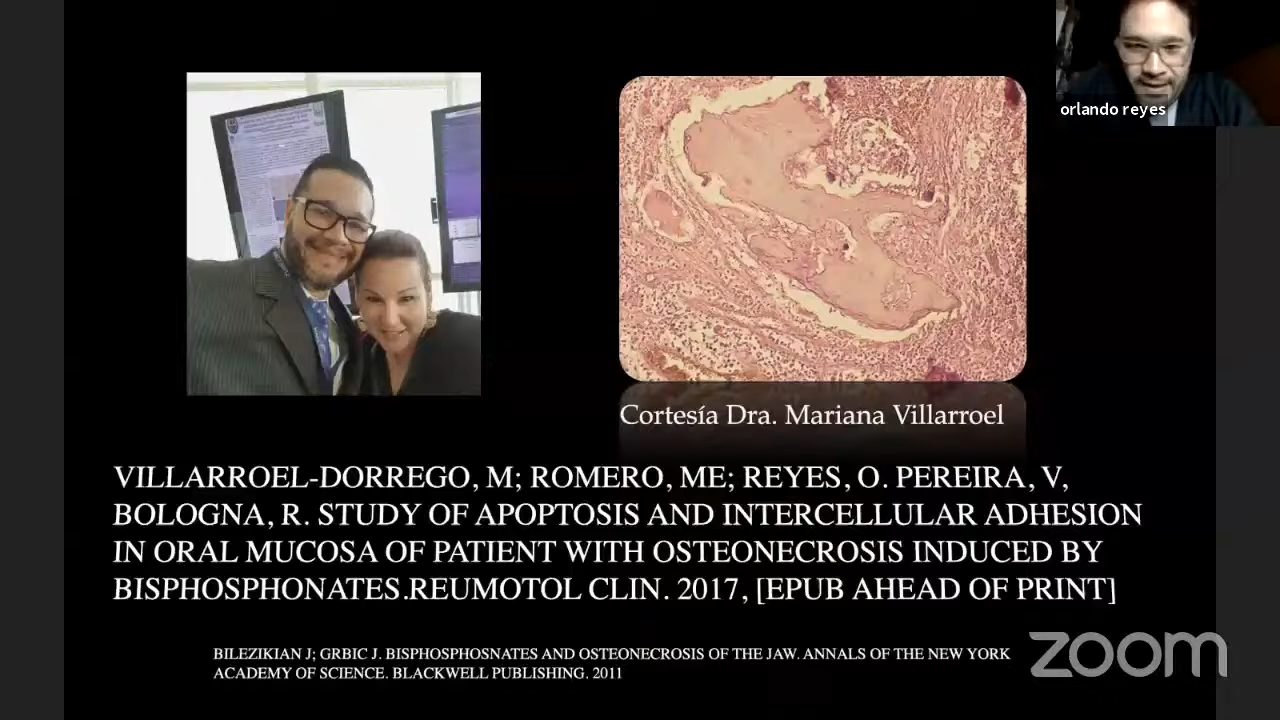 orlando reyes
Cortesía Dra. Mariana Villarroel
VILLARROEL-DORREGO, M; ROMERO, ME; REYES, O. PEREIRA, V,
BOLOGNA, R. STUDY OF APOPTOSIS AND INTERCELLULAR ADHESION
IN ORAL MUCOSA OF PATIENT WITH OSTEONECROSIS INDUCED BY
BISPHOSPHONATES.REUMOTOL CLIN. 2017, [EPUB AHEAD OF PRINT]
zoom
BILEZIKIAN J; GRBIC J. BISPHOSPHOSNATES AND OSTEONECROSIS OF THE JAW. ANNALS OF THE NEW YORK
ACADEMY OF SCIENCE. BLACKWELL PUBLISHING. 2011